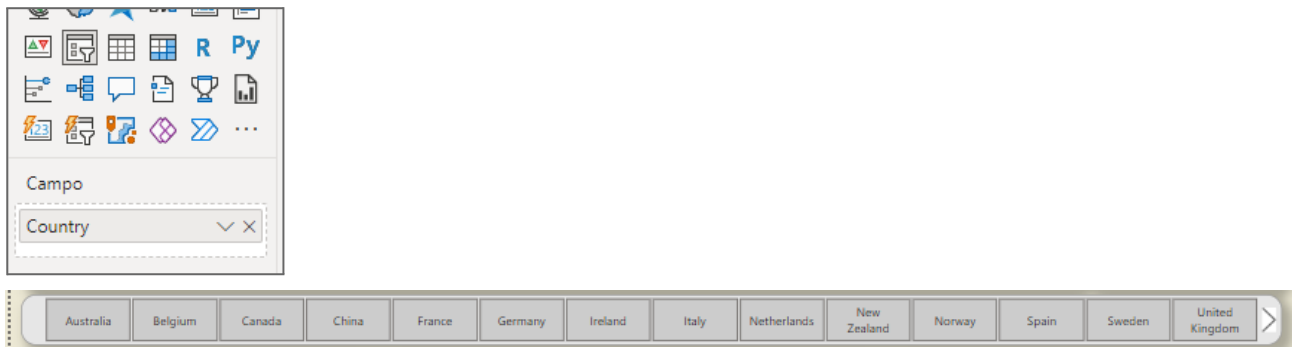 R Py
123
Campo
Country
Australia Belgium Canada China France Germany Ireland Italy Netherlands New Zealand Norway Spain Sweden United Kingdom